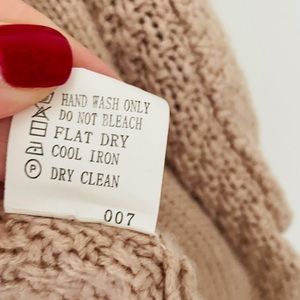 HAND WASH ONLY
DO NOT BLEACH
FLAT DRY
COOL IRON
P DRY CLEAN
007